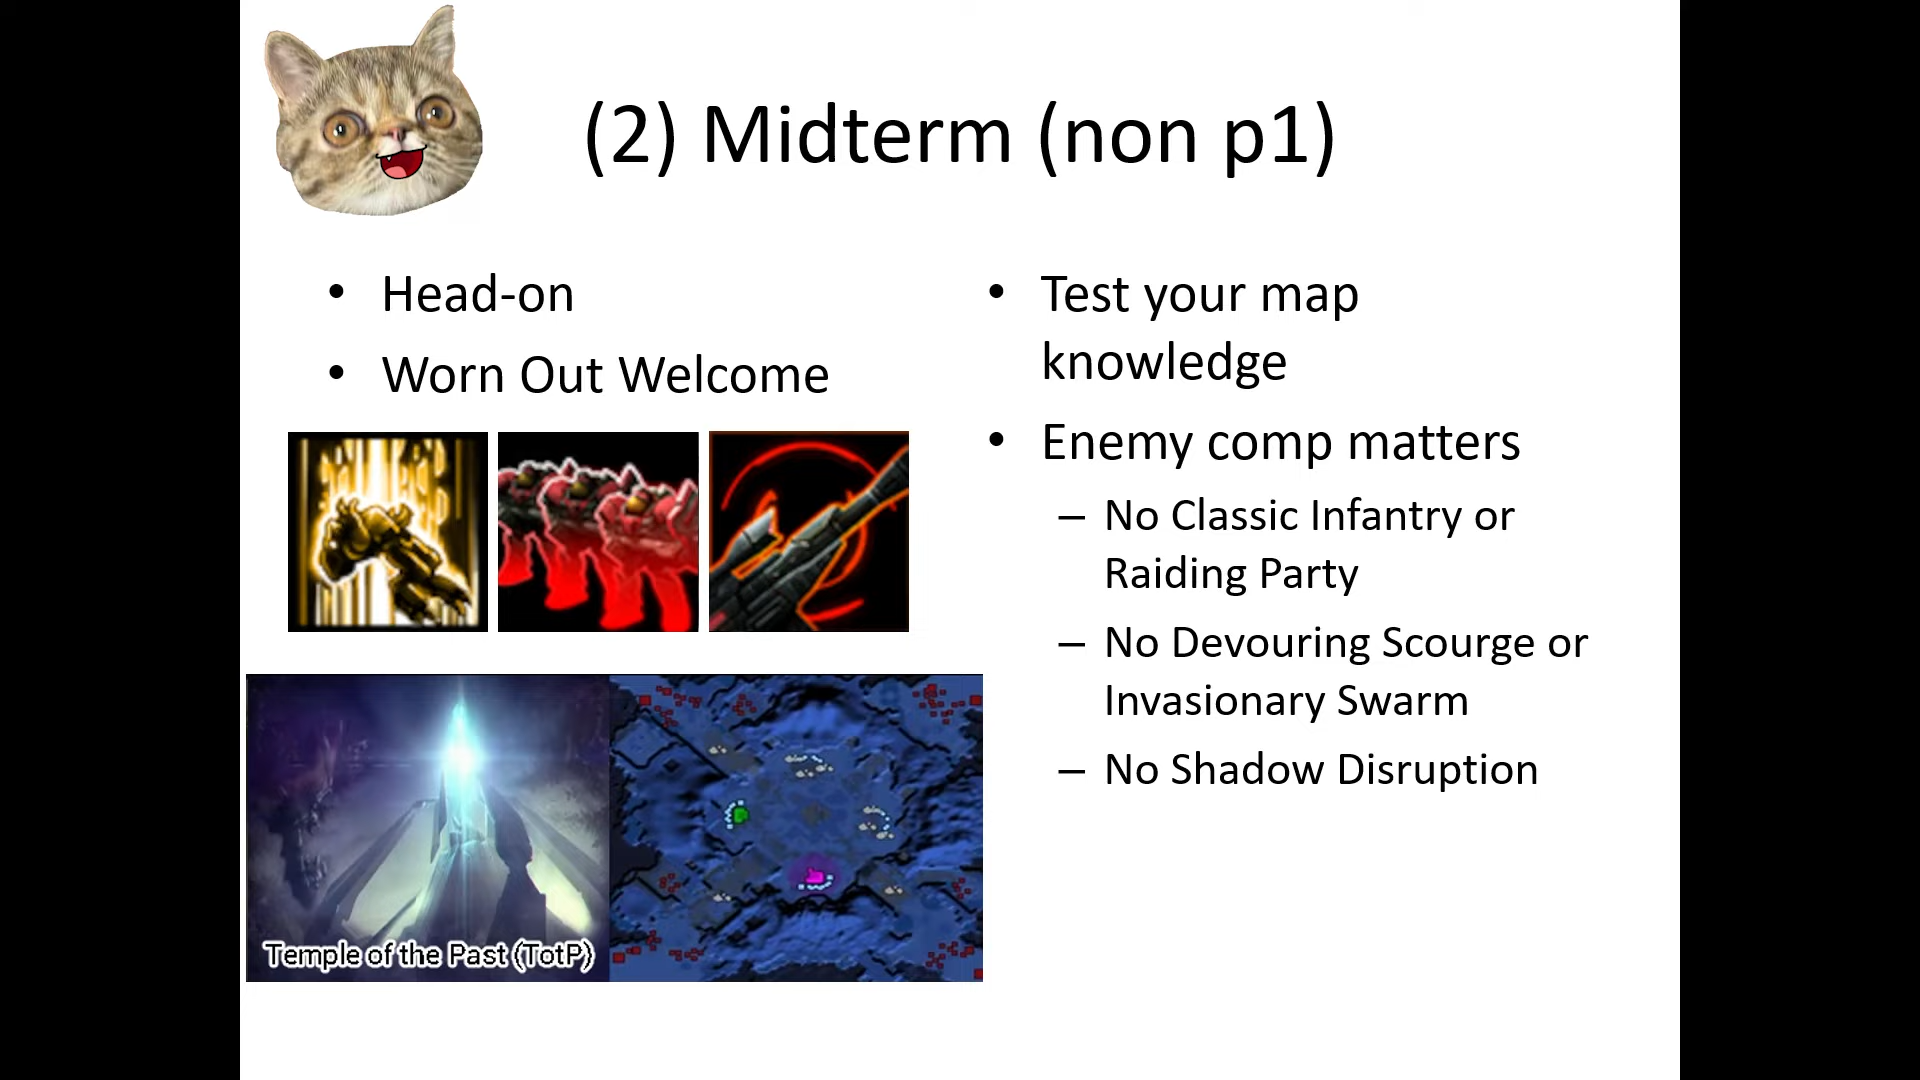 (2) Midterm (non p1)
• Head-on
• Worn Out Welcome
Temple of the Past (TotP)
• Test your map
knowledge
• Enemy comp matters
– No Classic Infantry or
Raiding Party
– No Devouring Scourge or
Invasionary Swarm
– No Shadow Disruption